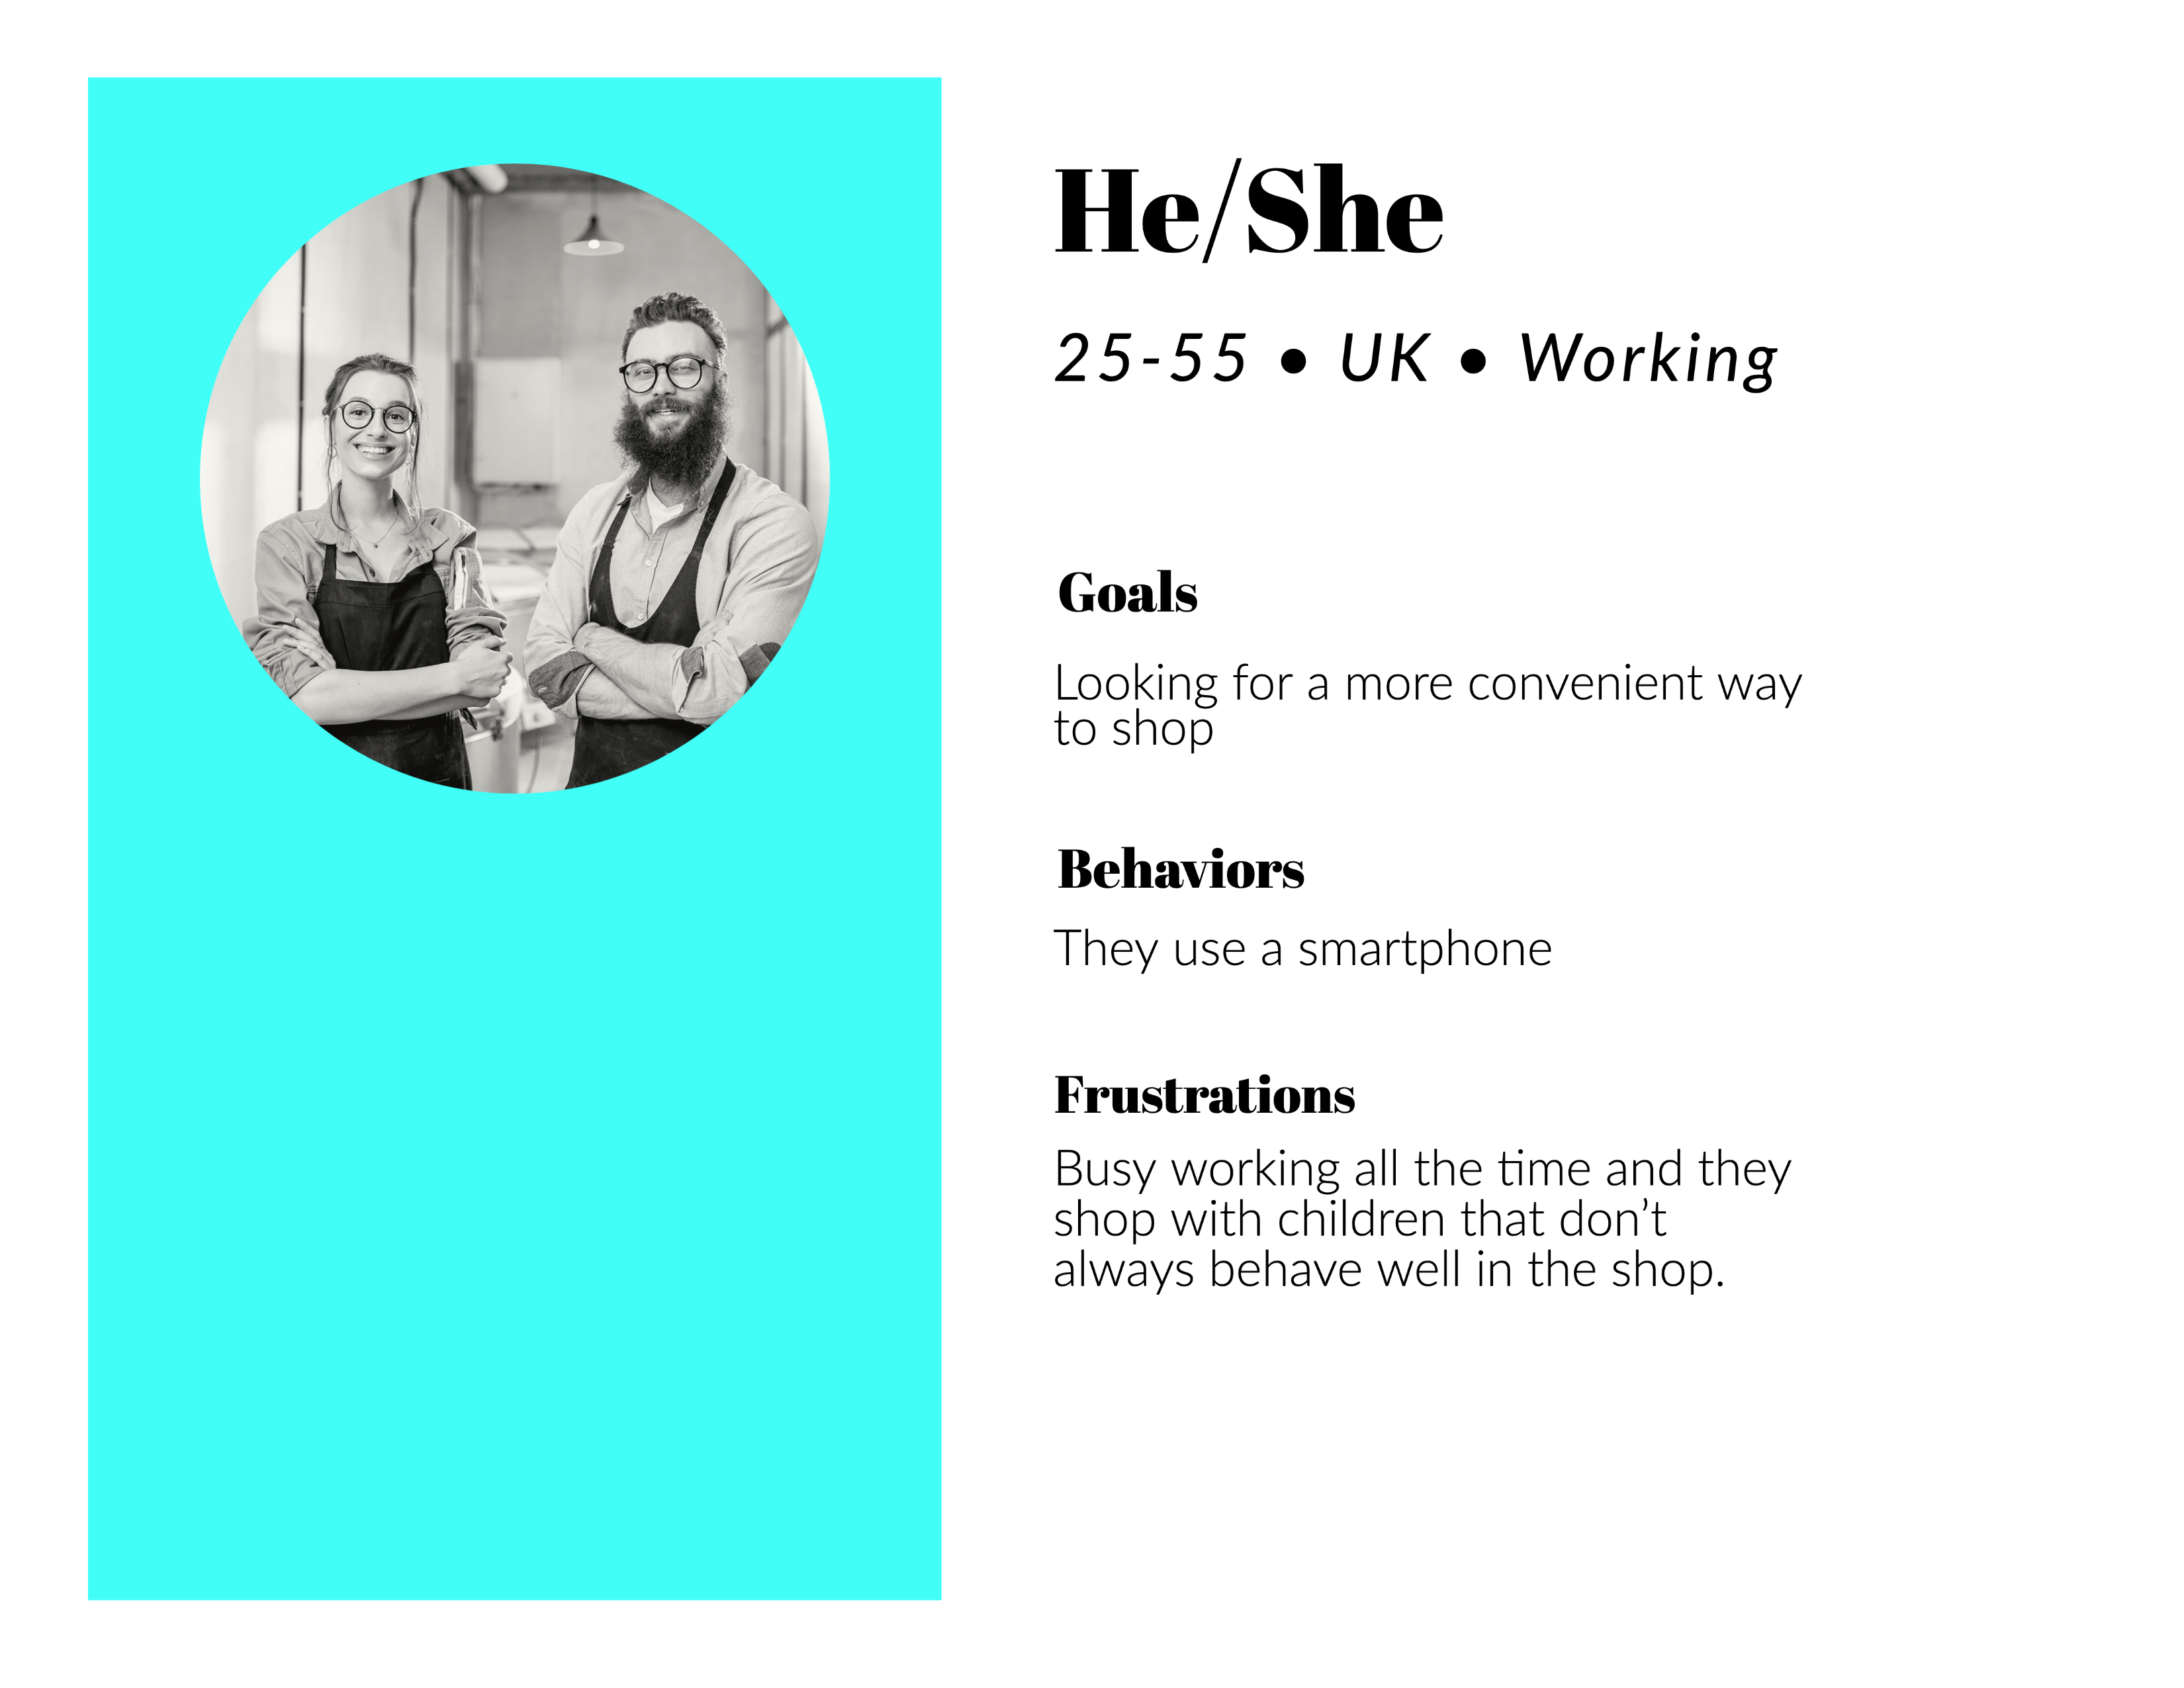 He/She
25-55 • UK • Working
Goals
Looking for a more convenient way
to shop
Behaviors
They use a smartphone
Frustrations
Busy working all the time and they
shop with children that don’t
always behave well in the shop.